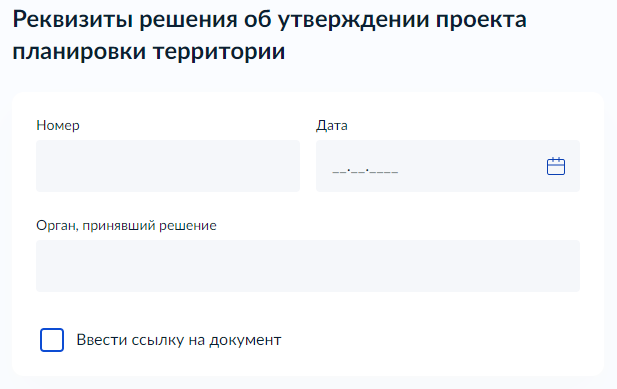 Реквизиты решения об утверждении проекта
планировки территории
Номер
Дата
__.__.____
Орган, принявший решение
Ввести ссылку на документ